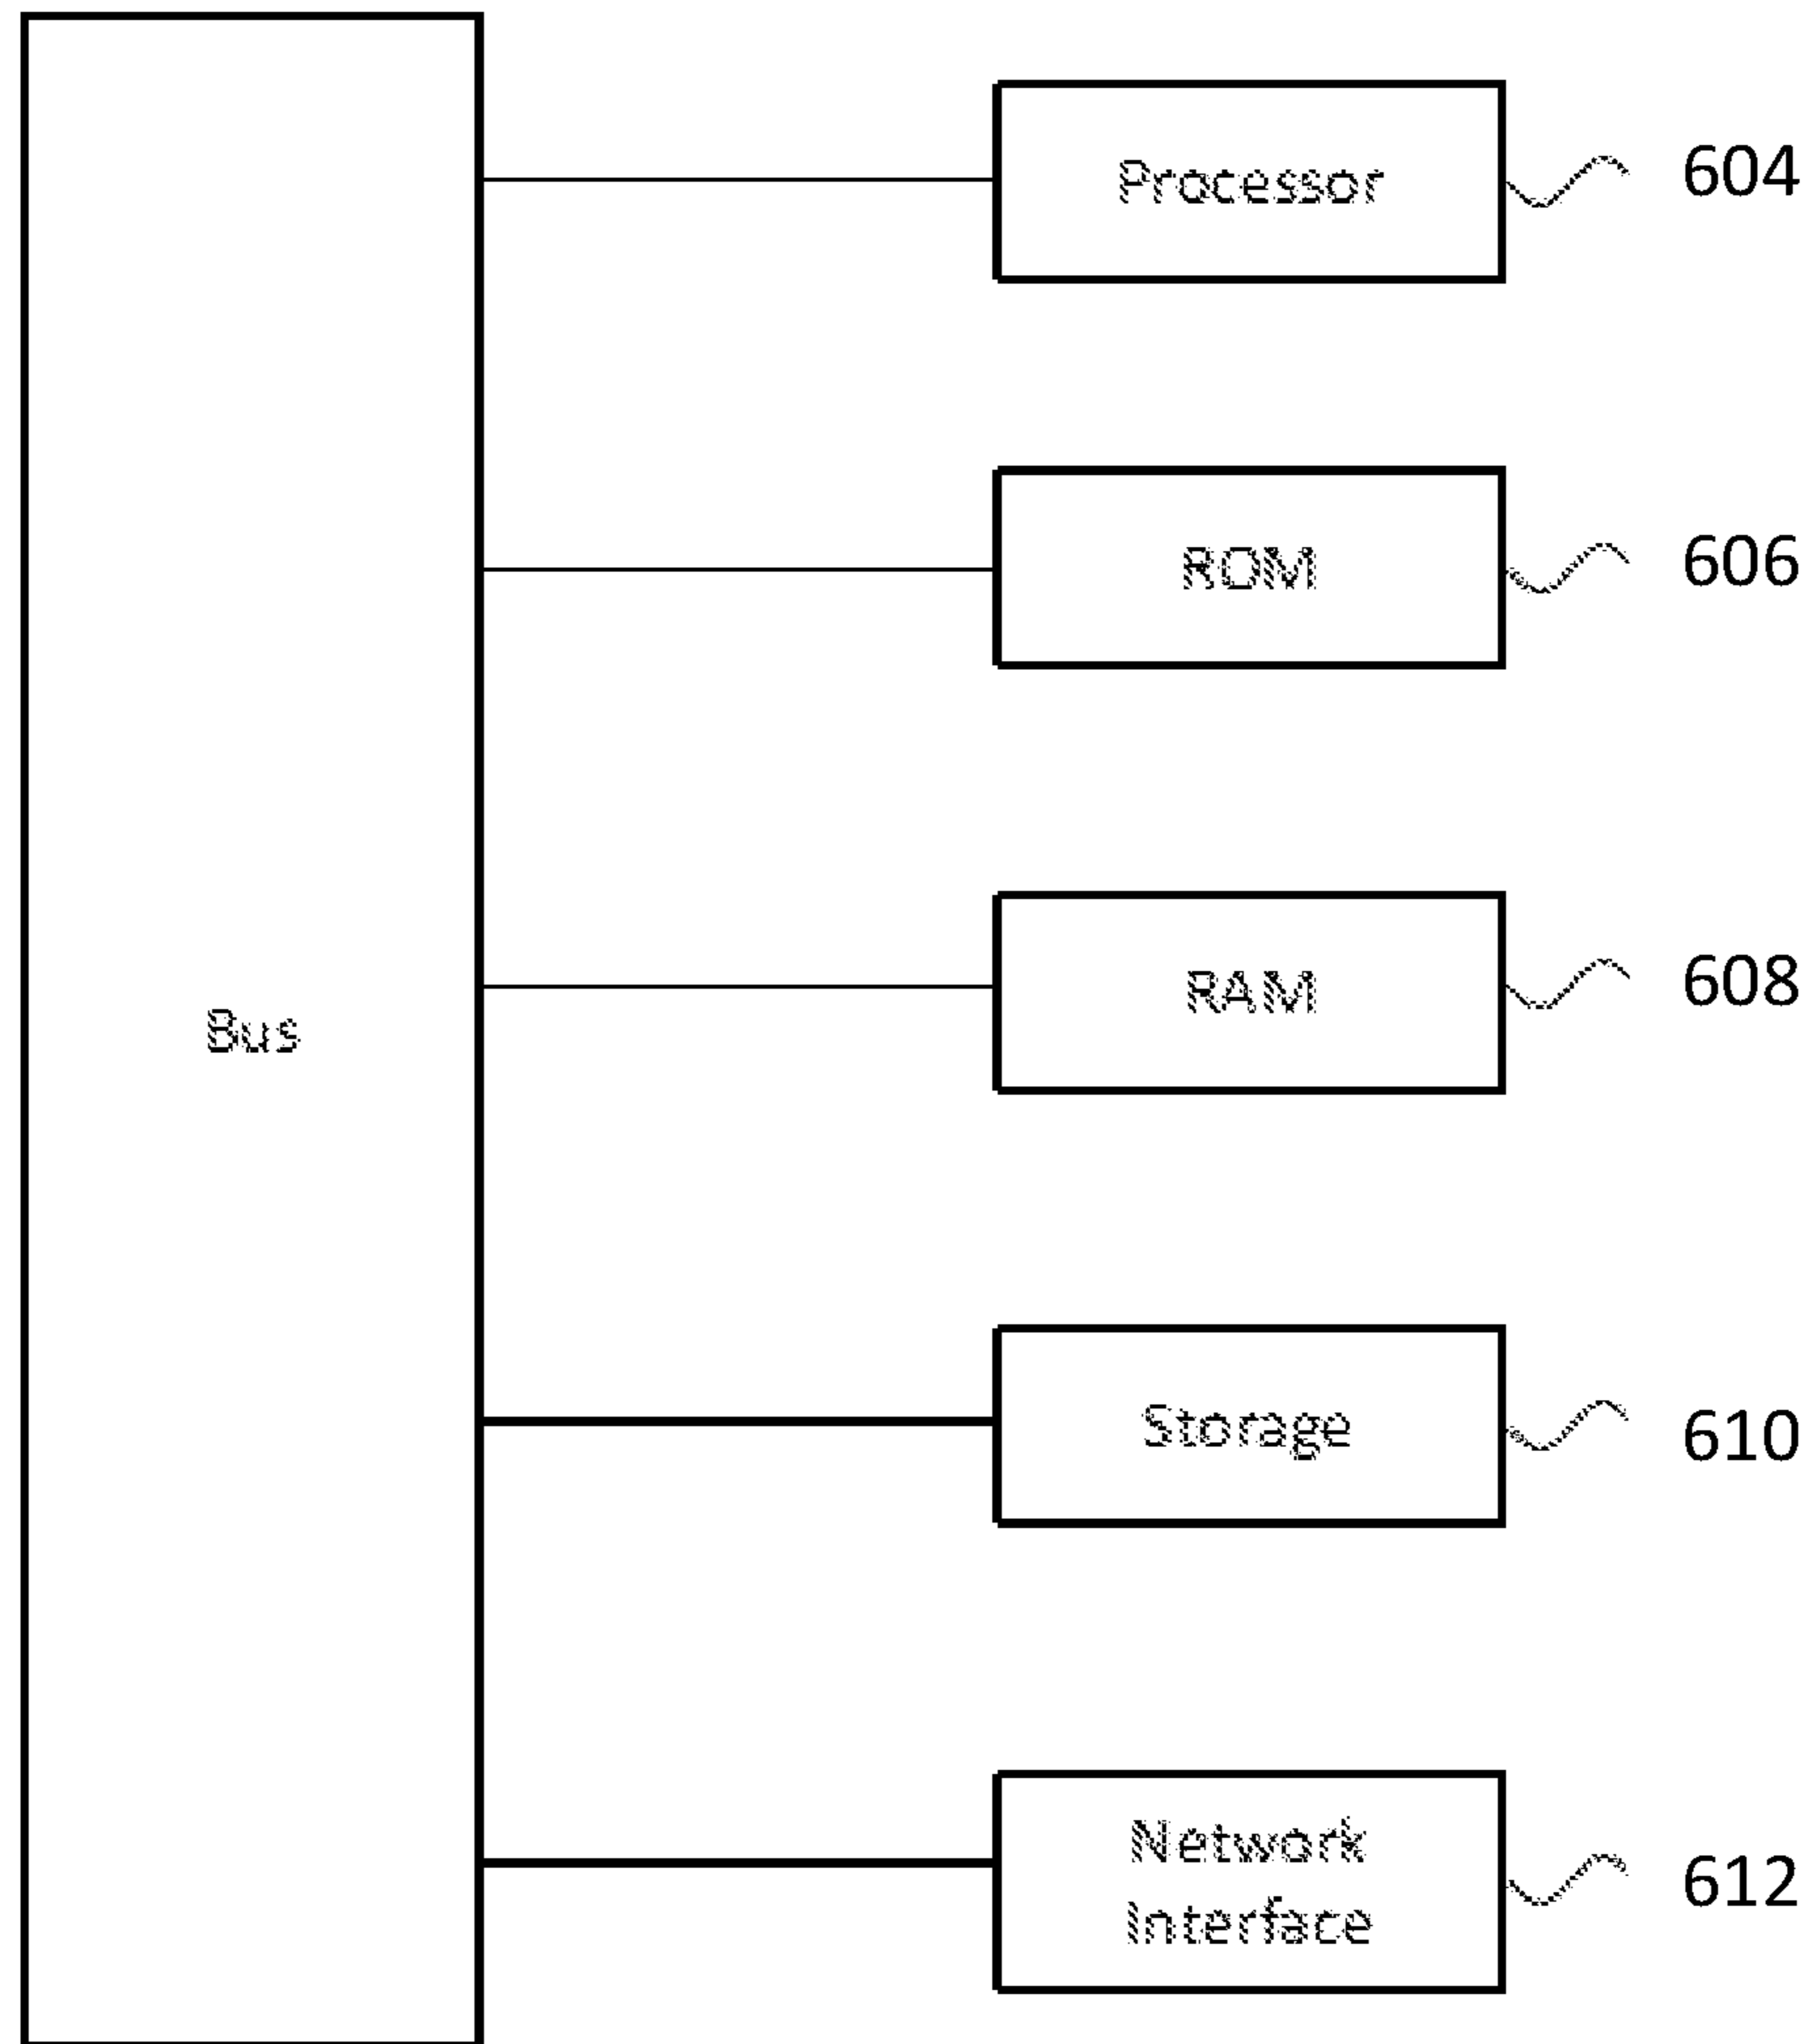 Processor
604
ROM
606
RAM
608
Bus
Storage
610
Network
Interface
612